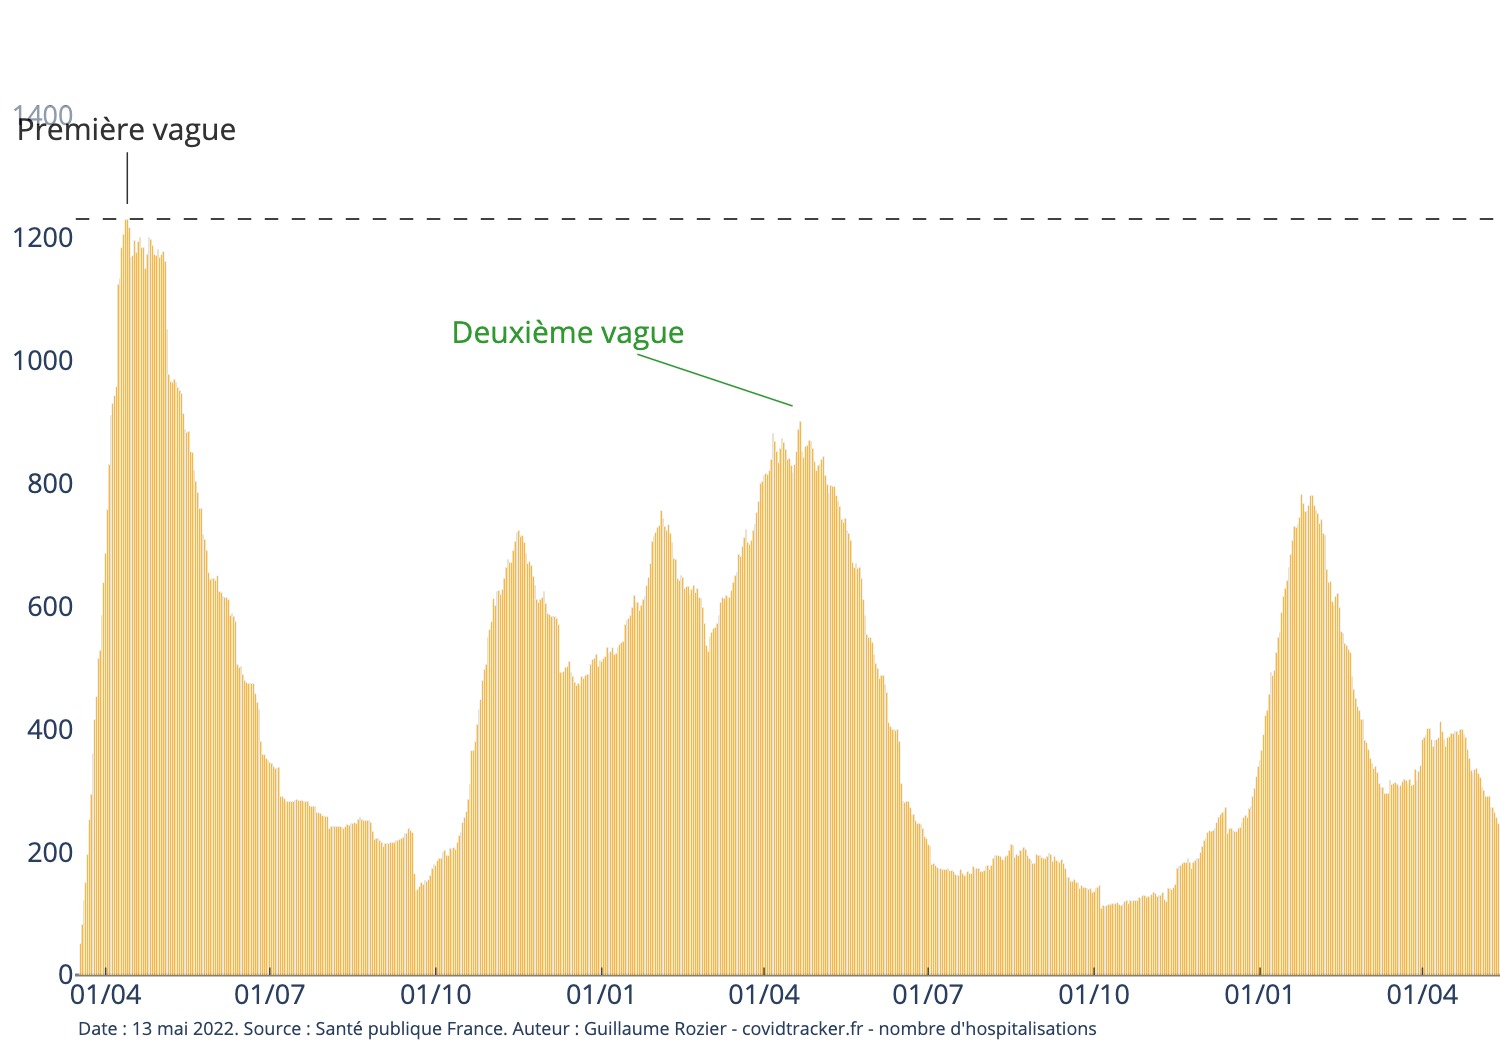 1400
Première vague
1200
Deuxième vague
1000
800
600
400
200
0
01/04 01/07 01/10 01/01 01/04 01/07 01/10 01/01 01/04
Date : 13 mai 2022. Source : Santé publique France. Auteur : Guillaume Rozier - covidtracker.fr - nombre d'hospitalisations